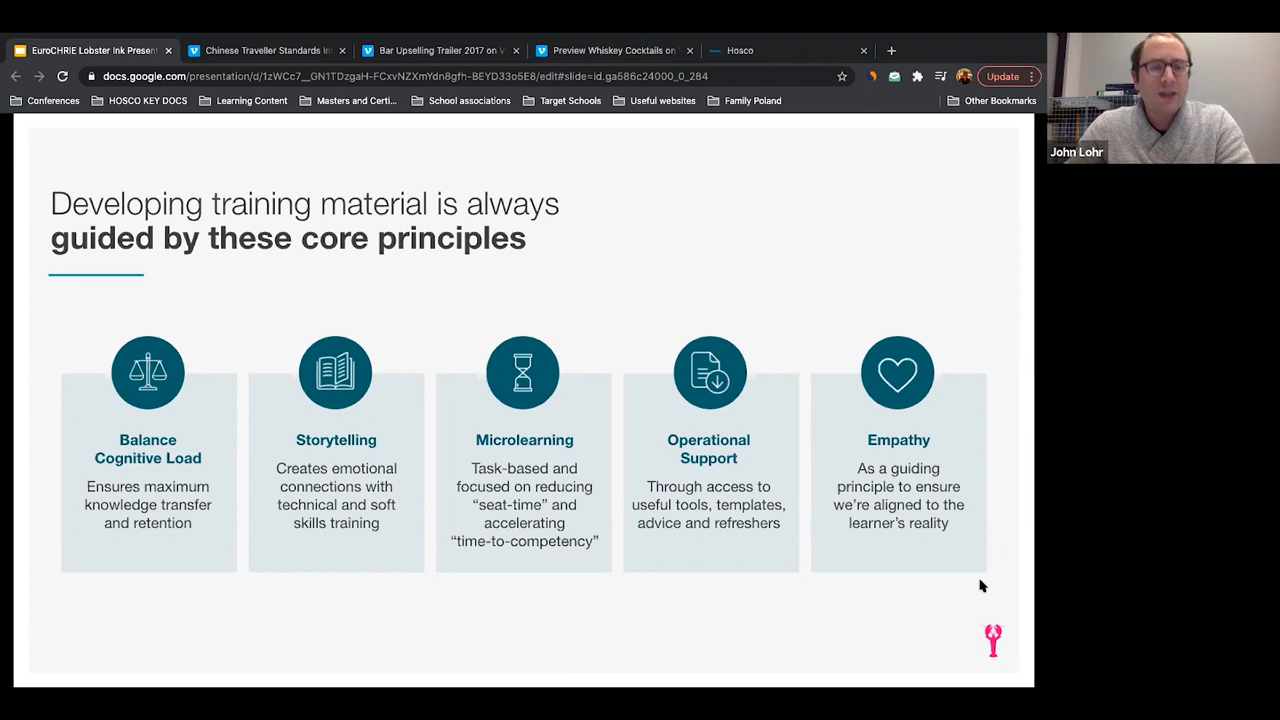 EuroCHRIE Lobster Ink Present
Chinese Traveller Standards In
Bar Upselling Trailer 2017 on V
Preview Whiskey Cocktails on
Hosco
docs.google.com/presentation/d/1zWCc7__GN1TDzgaH-FCxvNZXmYdn8gfh-BEYD33o5E8/edit#slide=id.ga586c24000_0_284
Update
Conferences
HOSCO KEY DOCS
Learning Content
Masters and Certi...
School associations
Target Schools
Useful websites
Family Poland
Other Bookmarks
John Lohr
Developing training material is always
guided by these core principles
Balance
Cognitive Load
Ensures maximum
knowledge transfer
and retention
Storytelling
Creates emotional
connections with
technical and soft
skills training
Microlearning
Task-based and
focused on reducing
“seat-time” and
accelerating
“time-to-competency”
Operational
Support
Through access to
useful tools, templates,
advice and refreshers
Empathy
As a guiding
principle to ensure
we’re aligned to the
learner’s reality